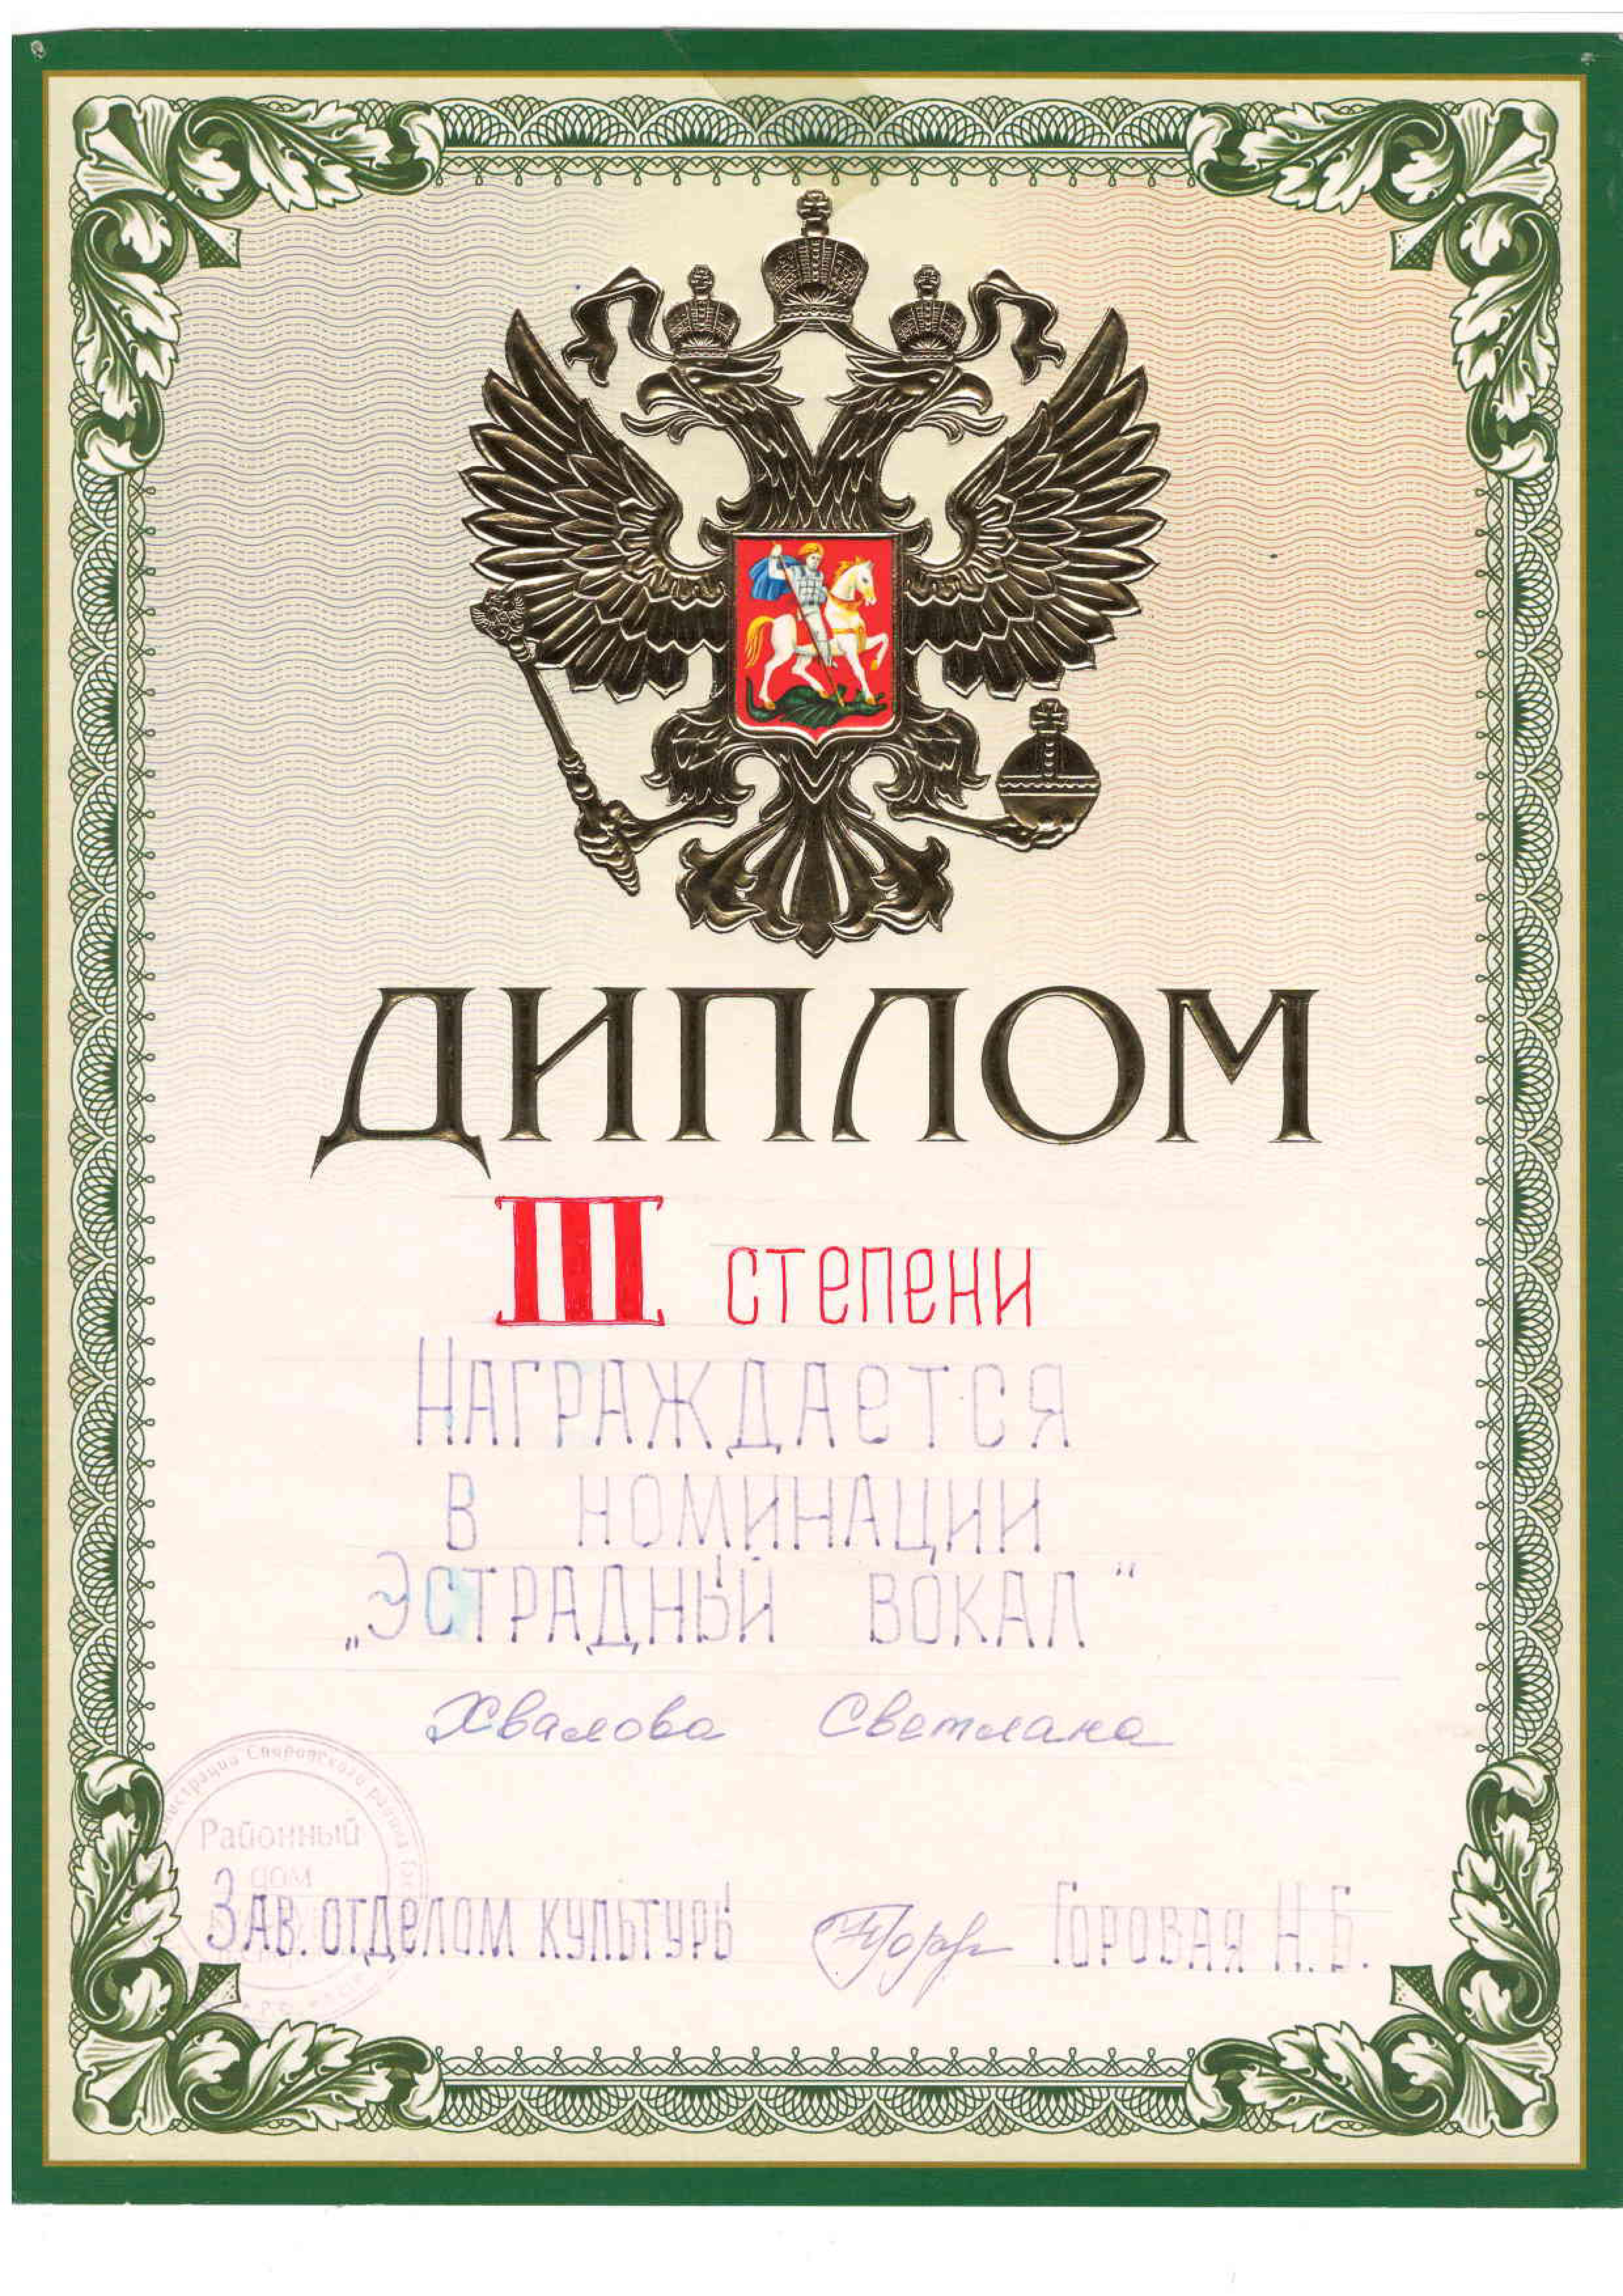 ДИПЛОМ
III степени
Награждается
в номинации
„Эстрадный вокал“
Хвалова Светлана
Районный
дом
Зав. отделом культуры Горовая Н.Б.